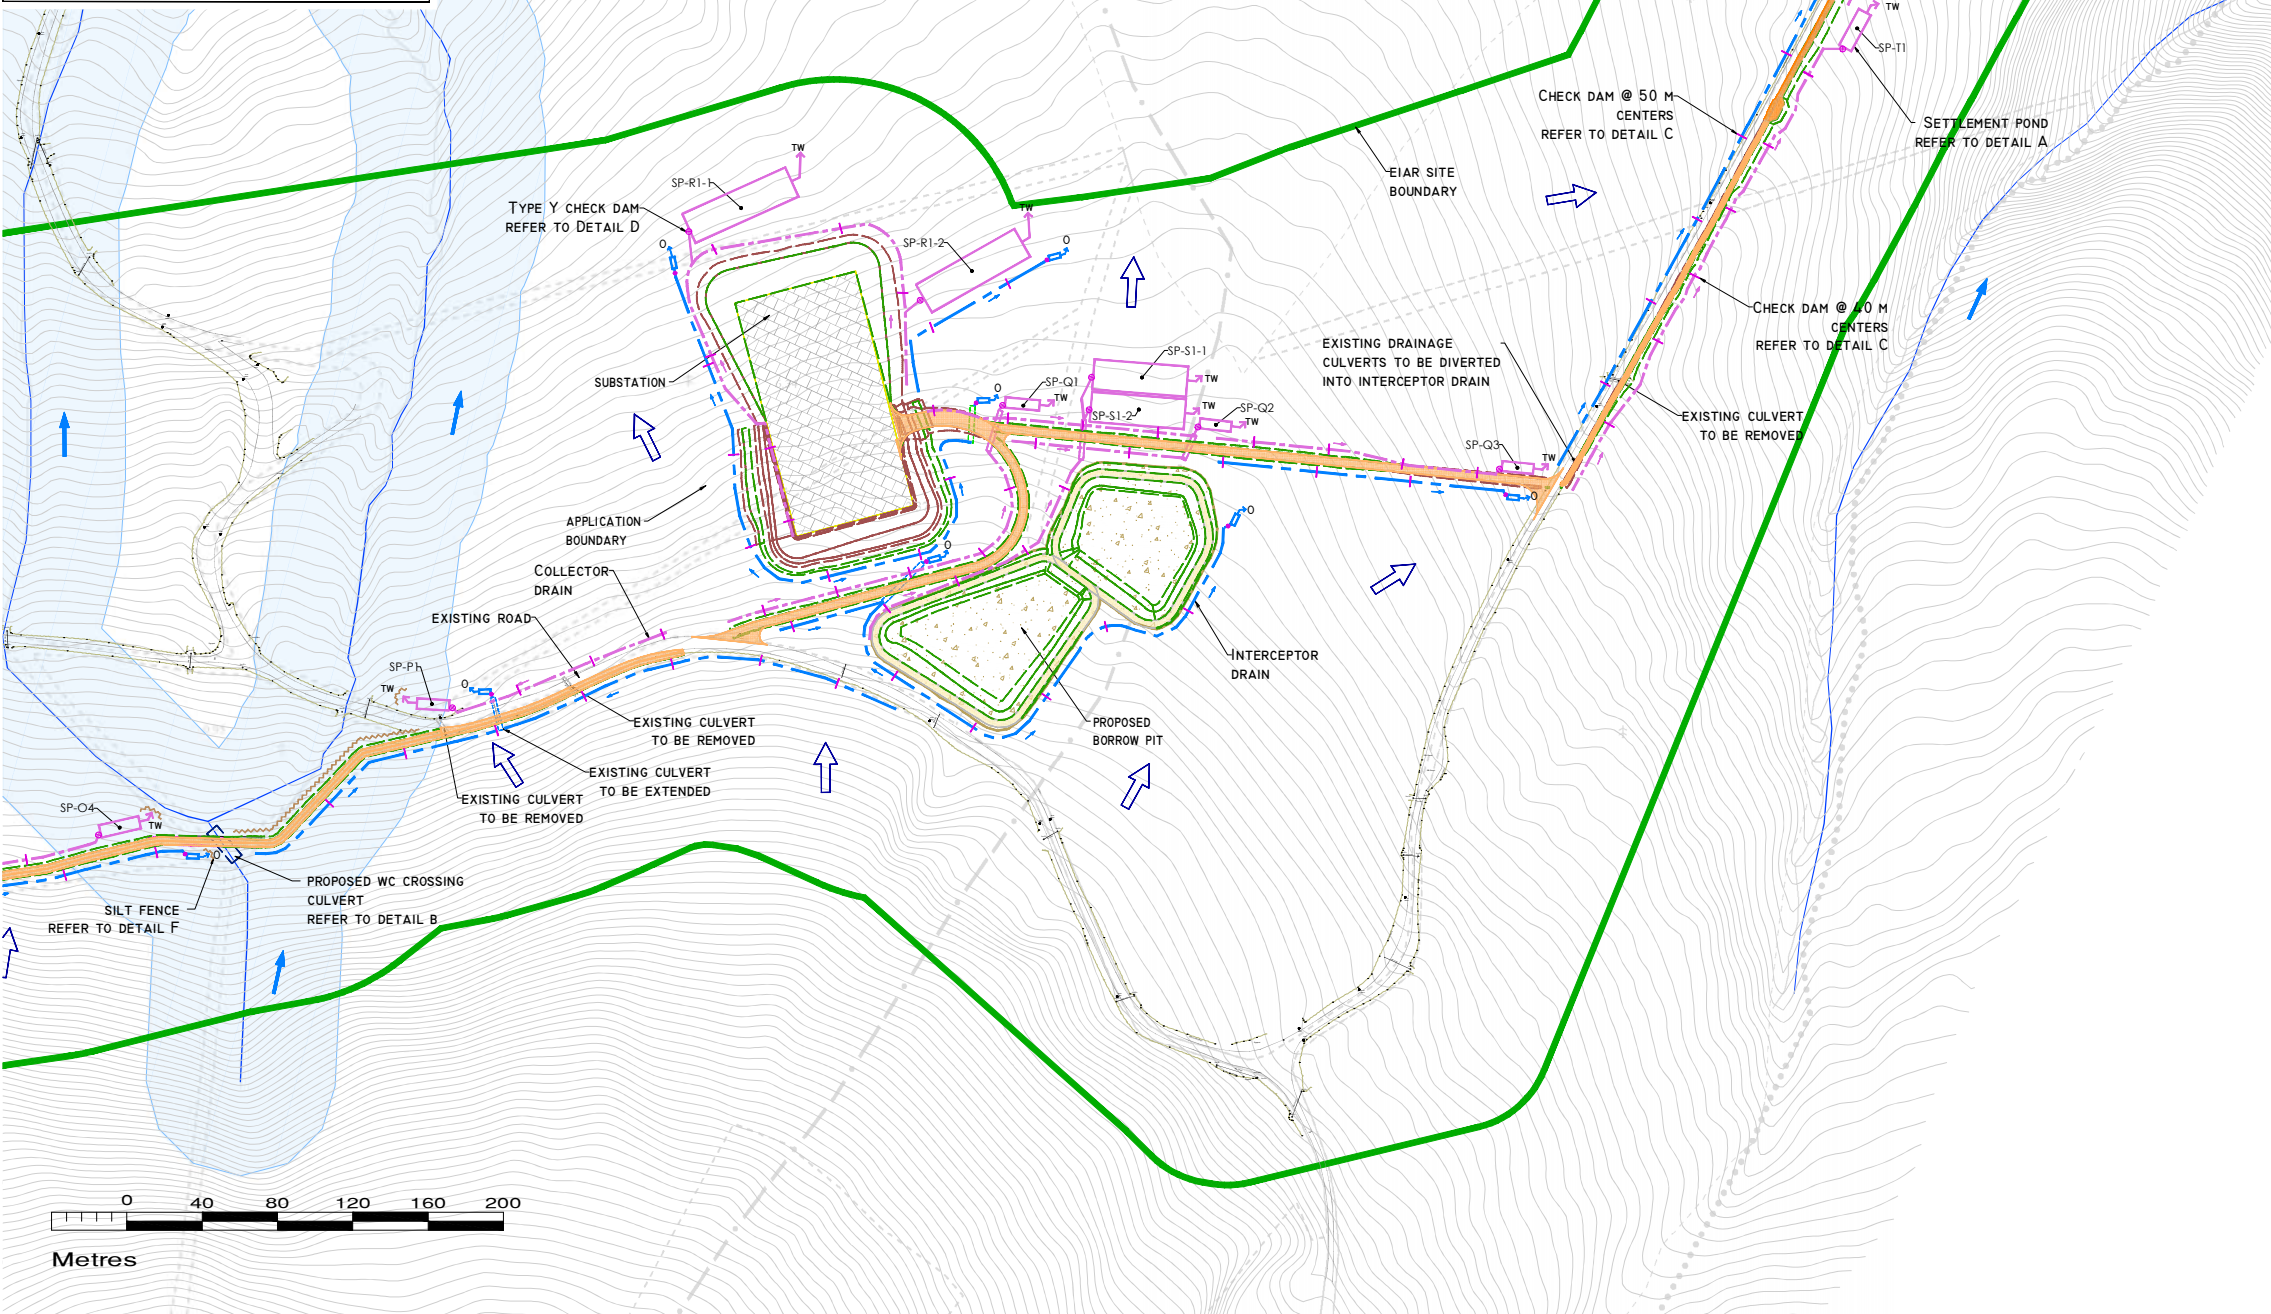 TW
SP-T1
CHECK DAM @ 50 M
CENTERS
REFER TO DETAIL C
SETTLEMENT POND
REFER TO DETAIL A
TW
EIAR SITE
BOUNDARY
SP-R1-1
TYPE Y CHECK DAM
REFER TO DETAIL D
TW
O
SP-R1-2
O
CHECK DAM @ 40 M
CENTERS
REFER TO DETAIL C
EXISTING DRAINAGE
CULVERTS TO BE DIVERTED
INTO INTERCEPTOR DRAIN
SUBSTATION
SP-S1-1
TW
O
SP-Q1
TW
SP-S1-2
TW
SP-Q2
TW
EXISTING CULVERT
TO BE REMOVED
SP-Q3
TW
O
O
APPLICATION
BOUNDARY
O
COLLECTOR
DRAIN
EXISTING ROAD
INTERCEPTOR
DRAIN
SP-P1
TW
O
EXISTING CULVERT
TO BE REMOVED
PROPOSED
BORROW PIT
EXISTING CULVERT
TO BE EXTENDED
EXISTING CULVERT
TO BE REMOVED
SP-O4
TW
O
PROPOSED WC CROSSING
CULVERT
REFER TO DETAIL B
SILT FENCE
REFER TO DETAIL F
0 40 80 120 160 200
Metres